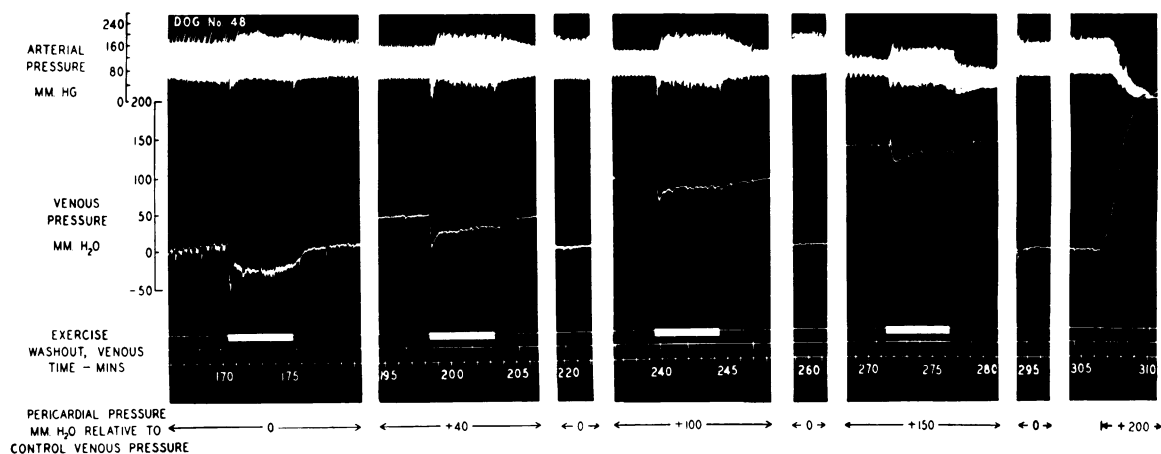 DOG No 48
240
160
80
0
ARTERIAL
PRESSURE
MM. HG
200
150
100
50
0
-50
VENOUS
PRESSURE
MM. H₂O
EXERCISE
WASHOUT, VENOUS
TIME - MINS
170 175 195 200 205 220 240 245 260 270 275 280 295 305 310
PERICARDIAL PRESSURE
MM. H₂O RELATIVE TO
CONTROL VENOUS PRESSURE
0 +40 0 +100 0 +150 0 +200